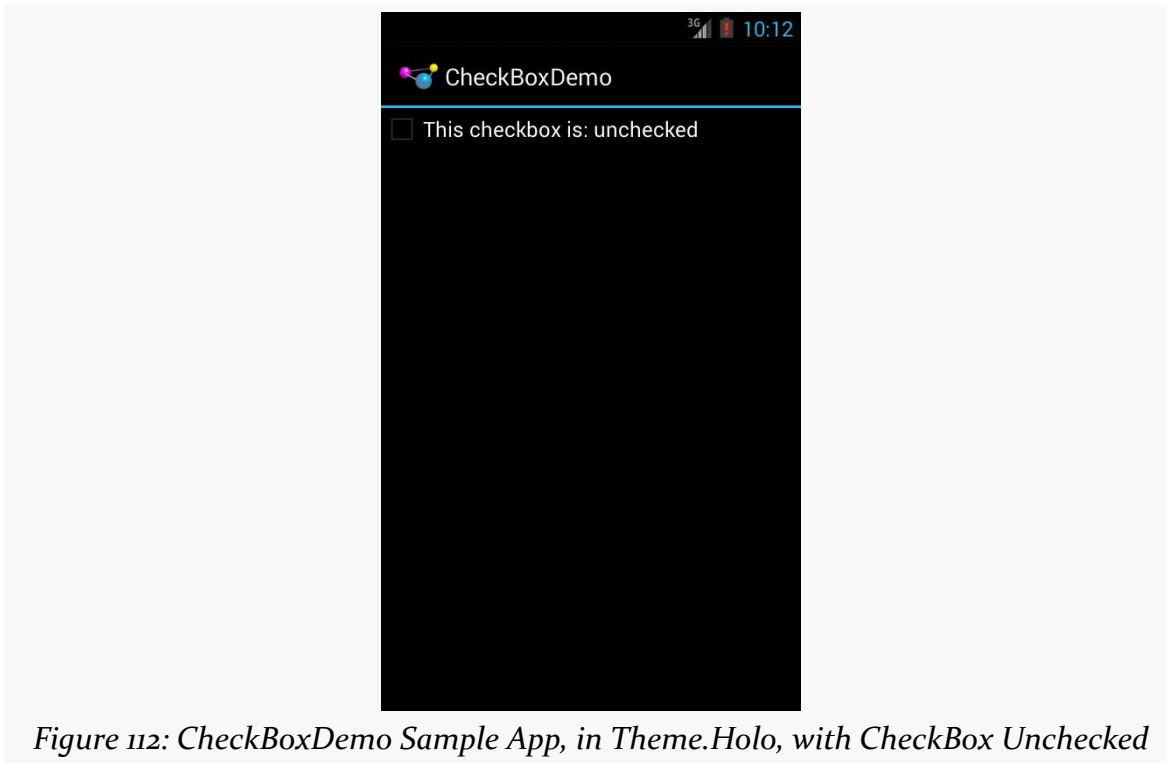 3G 10:12
CheckBoxDemo
This checkbox is: unchecked
Figure 112: CheckBoxDemo Sample App, in Theme.Holo, with CheckBox Unchecked